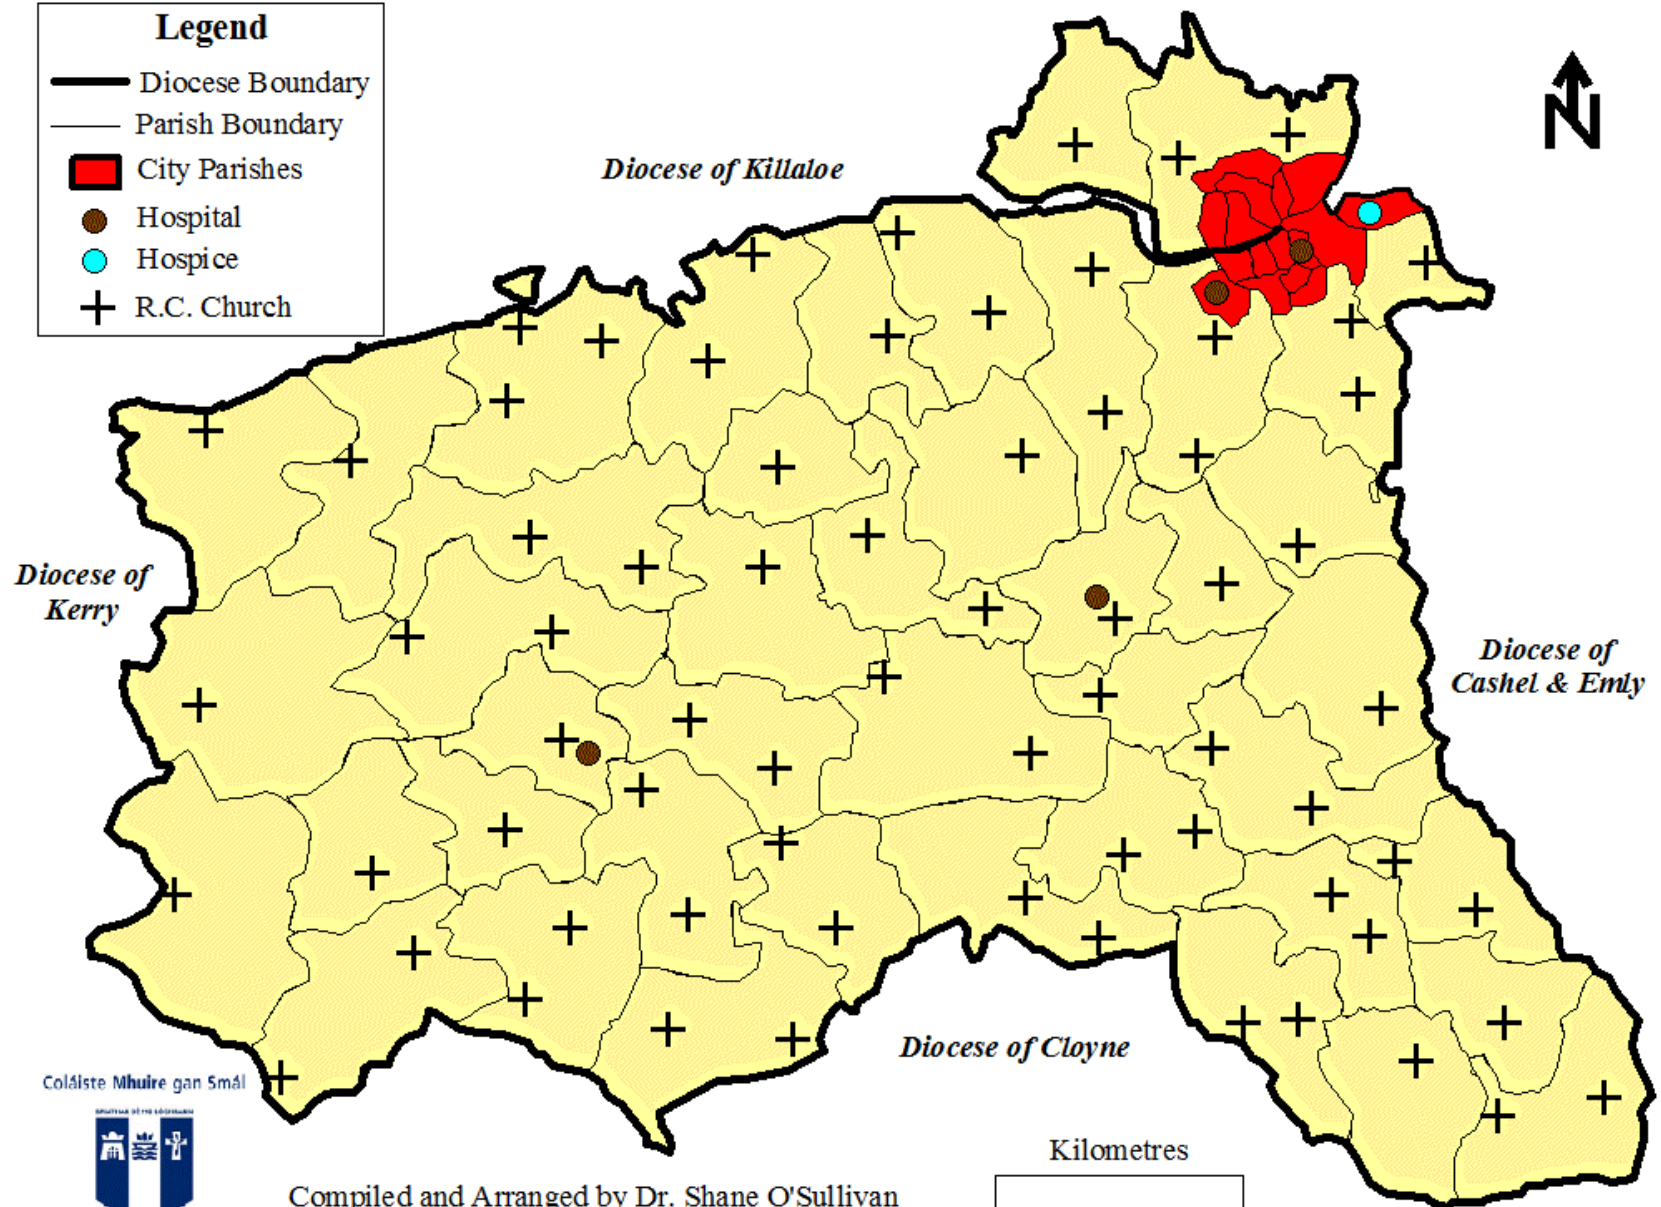 Legend
Diocese Boundary
Parish Boundary
City Parishes
Hospital
Hospice
R.C. Church
N
Diocese of Killaloe
Diocese of
Kerry
Diocese of
Cashel & Emly
Diocese of Cloyne
Coláiste Mhuire gan Smál
Kilometres
Compiled and Arranged by Dr. Shane O'Sullivan